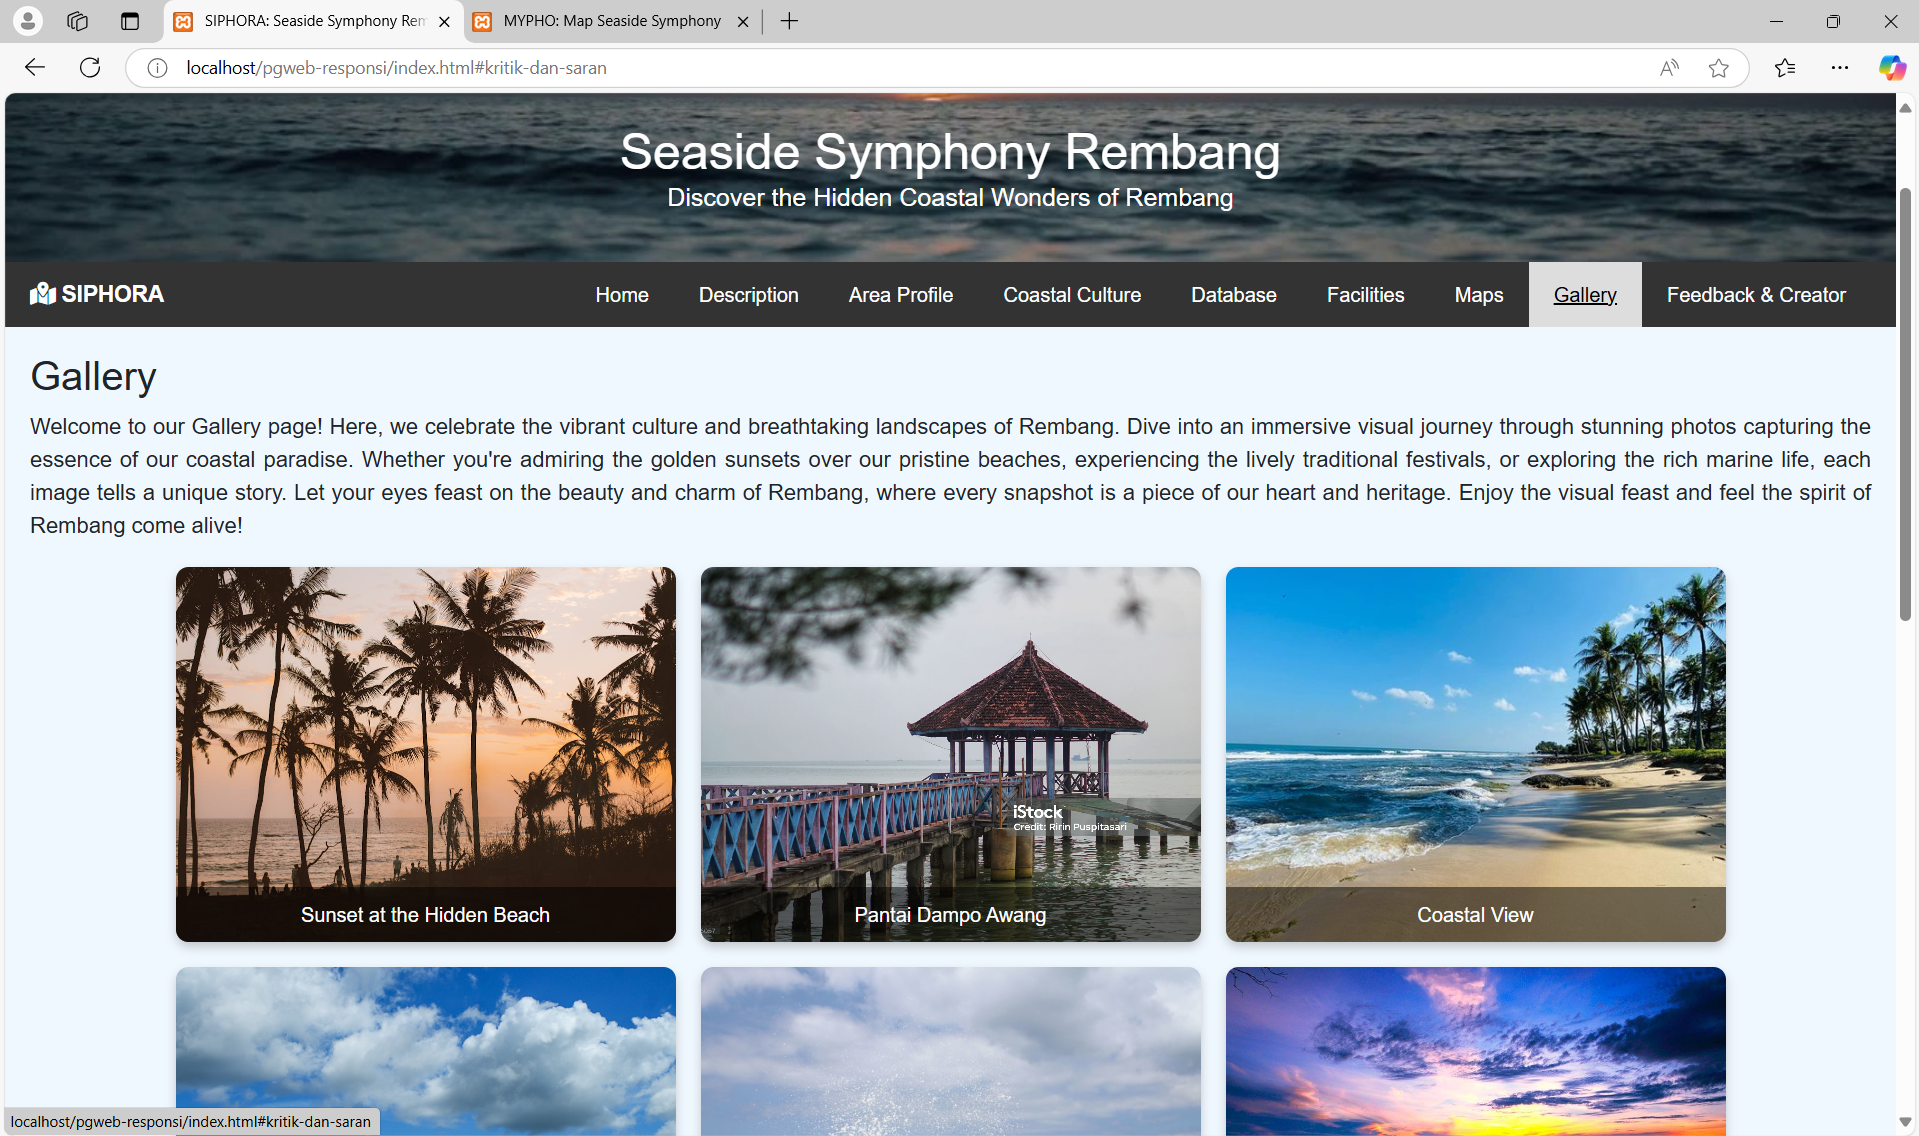 SIPHORA: Seaside Symphony Rem
MYPHO: Map Seaside Symphony
localhost/pgweb-responsi/index.html#kritik-dan-saran
Seaside Symphony Rembang
Discover the Hidden Coastal Wonders of Rembang
SIPHORA
Home Description Area Profile Coastal Culture Database Facilities Maps Gallery Feedback & Creator
Gallery
Welcome to our Gallery page! Here, we celebrate the vibrant culture and breathtaking landscapes of Rembang. Dive into an immersive visual journey through stunning photos capturing the
essence of our coastal paradise. Whether you're admiring the golden sunsets over our pristine beaches, experiencing the lively traditional festivals, or exploring the rich marine life, each
image tells a unique story. Let your eyes feast on the beauty and charm of Rembang, where every snapshot is a piece of our heart and heritage. Enjoy the visual feast and feel the spirit of
Rembang come alive!
iStock
Credit: Ririn Puspitasari
Sunset at the Hidden Beach
Pantai Dampo Awang
Coastal View
localhost/pgweb-responsi/index.html#kritik-dan-saran